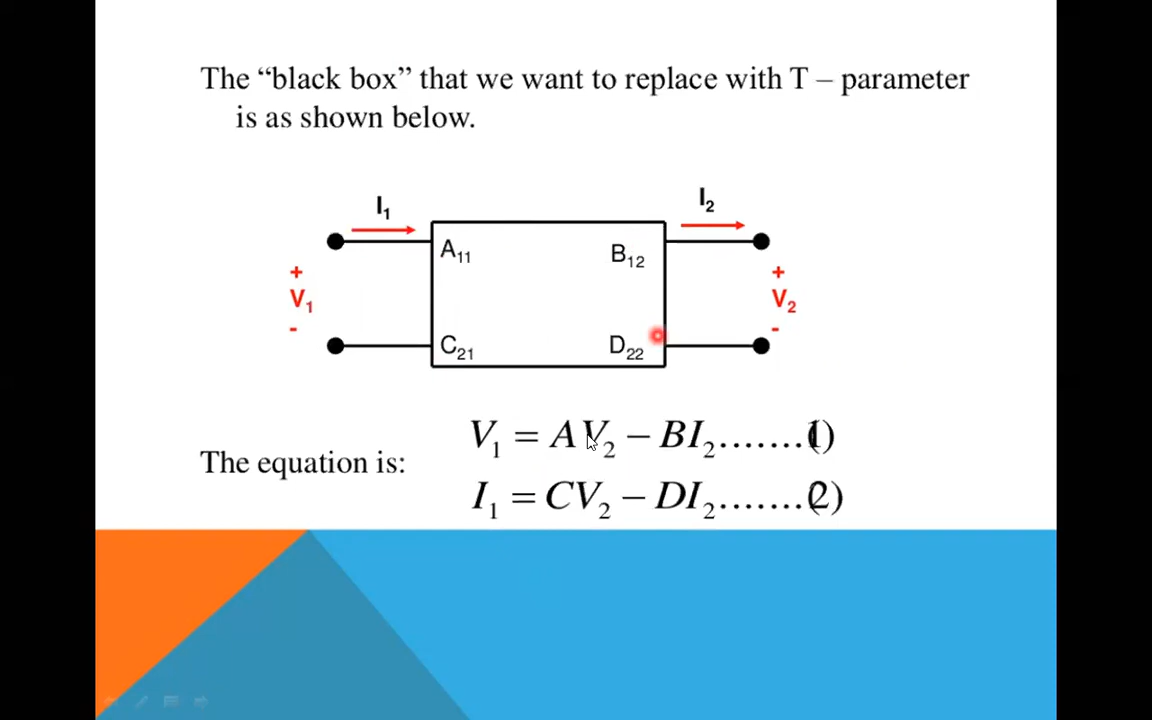 The “black box” that we want to replace with T – parameter
is as shown below.
I₁
I₂
A₁₁
B₁₂
+
V₁
-
+
V₂
-
C₂₁
D₂₂
The equation is:
V₁ = AV₂ − BI₂.......(1)
I₁ = CV₂ − DI₂.......(2)